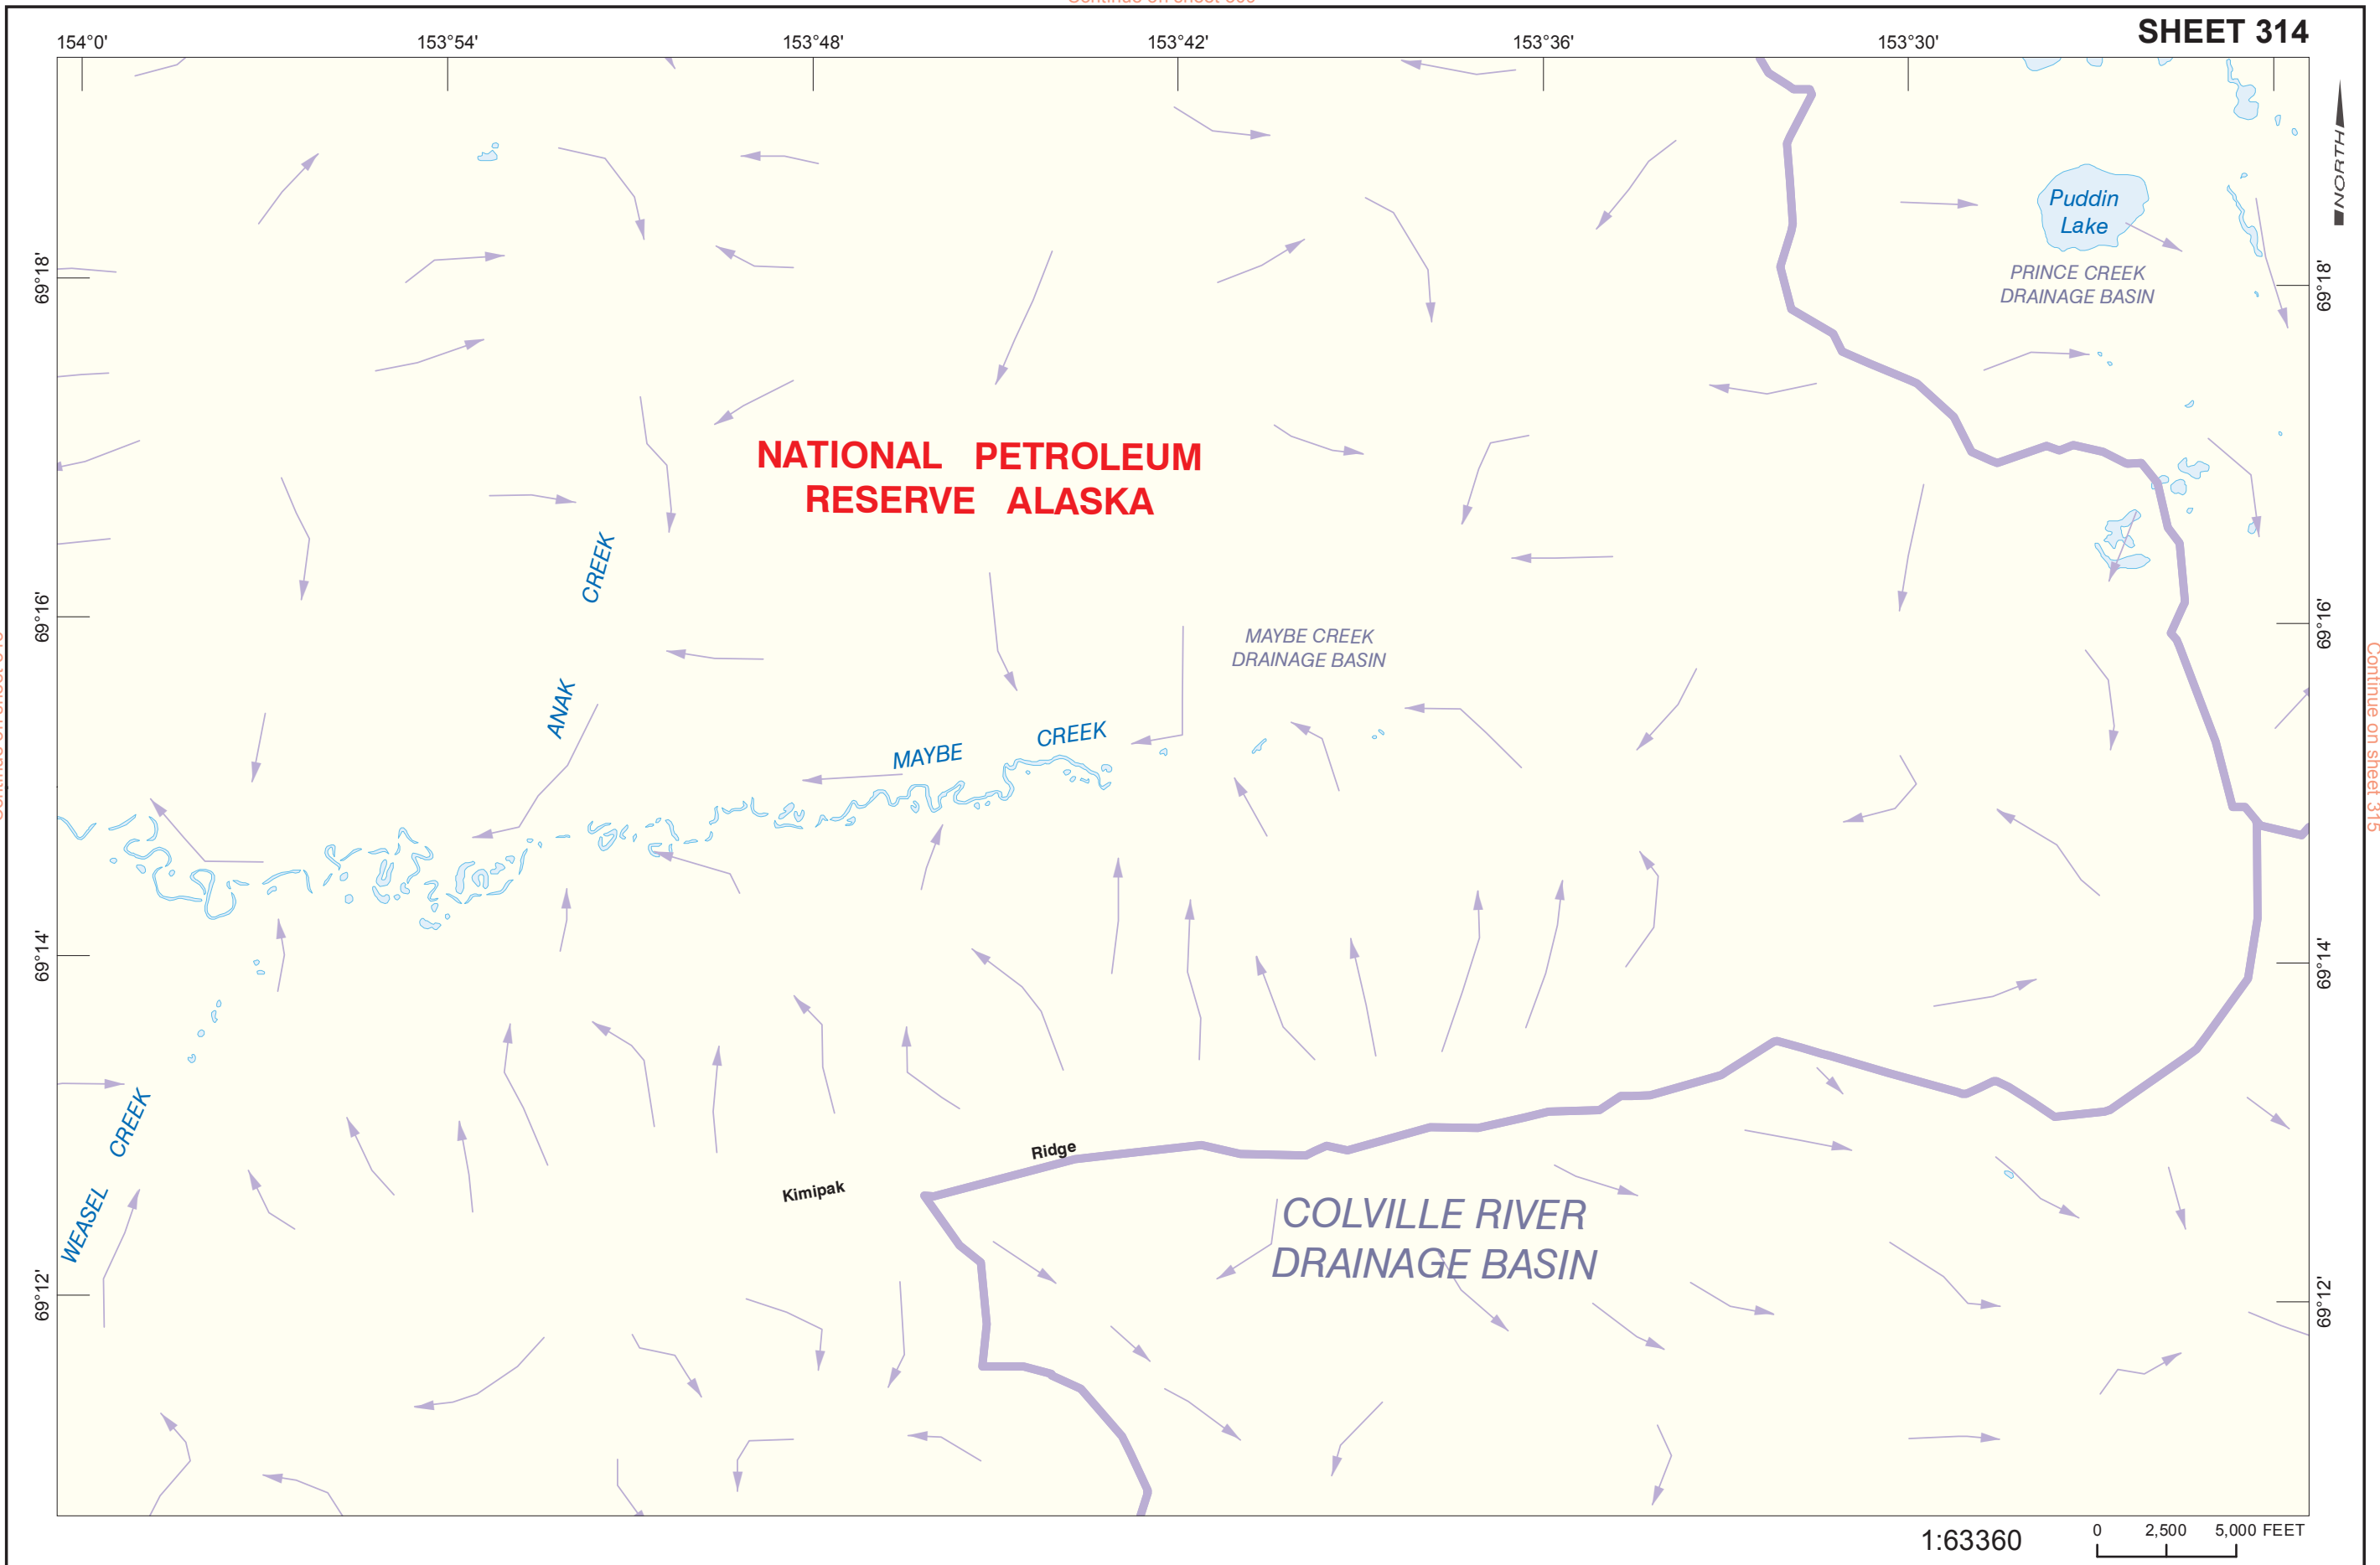 SHEET 314
154°0'
153°54'
153°48'
153°42'
153°36'
153°30'
NORTH
Puddin
Lake
PRINCE CREEK
DRAINAGE BASIN
69°18'
69°18'
NATIONAL PETROLEUM
RESERVE ALASKA
CREEK
ANAK
69°16'
69°16'
MAYBE CREEK
DRAINAGE BASIN
MAYBE CREEK
Continue on sheet 315
69°14'
69°14'
WEASEL CREEK
Kimipak Ridge
COLVILLE RIVER
DRAINAGE BASIN
69°12'
69°12'
1:63360
0 2,500 5,000 FEET